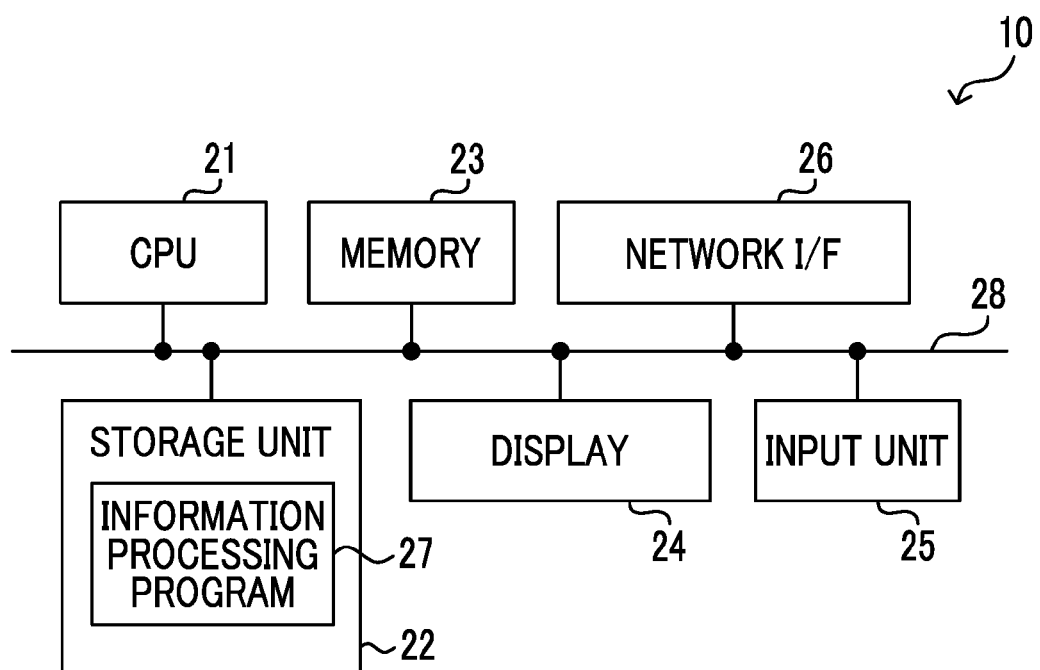 10
21
23
26
CPU
MEMORY
NETWORK I/F
28
STORAGE UNIT
DISPLAY
INPUT UNIT
INFORMATION
PROCESSING
PROGRAM
27
24
25
22